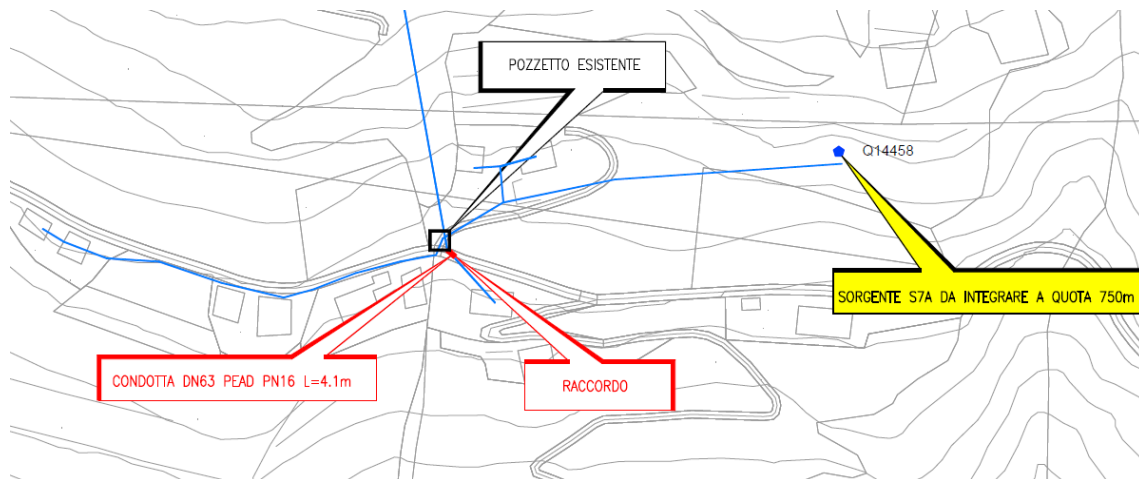 POZZETTO ESISTENTE
Q14458
SORGENTE S7A DA INTEGRARE A QUOTA 750m
CONDOTTA DN63 PEAD PN16 L=4.1m
RACCORDO